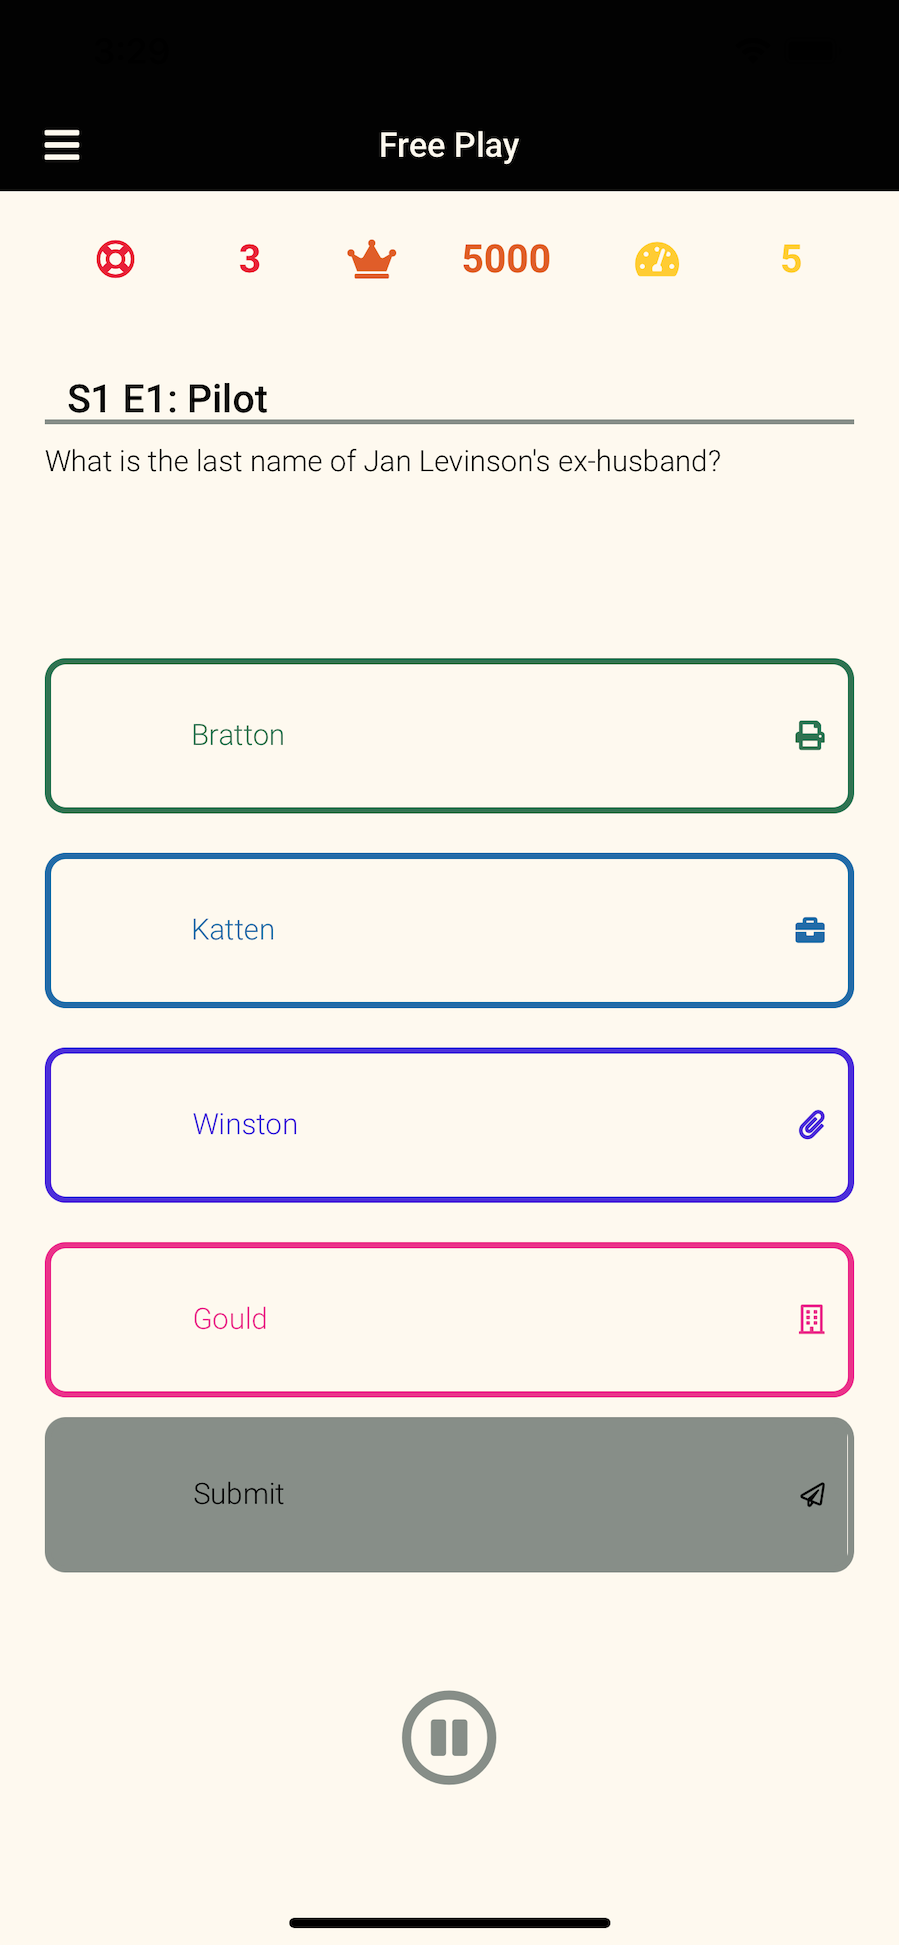 Free Play
3 5000 5
S1 E1: Pilot
What is the last name of Jan Levinson's ex-husband?
Bratton
Katten
Winston
Gould
Submit